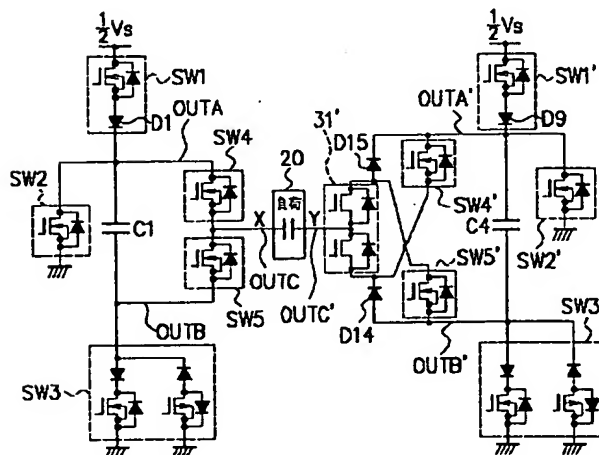 ½Vs
½Vs
SW1
SW1'
OUTA
OUTA'
D1
D9
31'
SW4
20
D15
SW2
負荷
SW4'
C1
X
Y
C4
SW2'
SW5'
OUTC
SW5
OUTC'
D14
OUTB
OUTB'
SW3
SW3